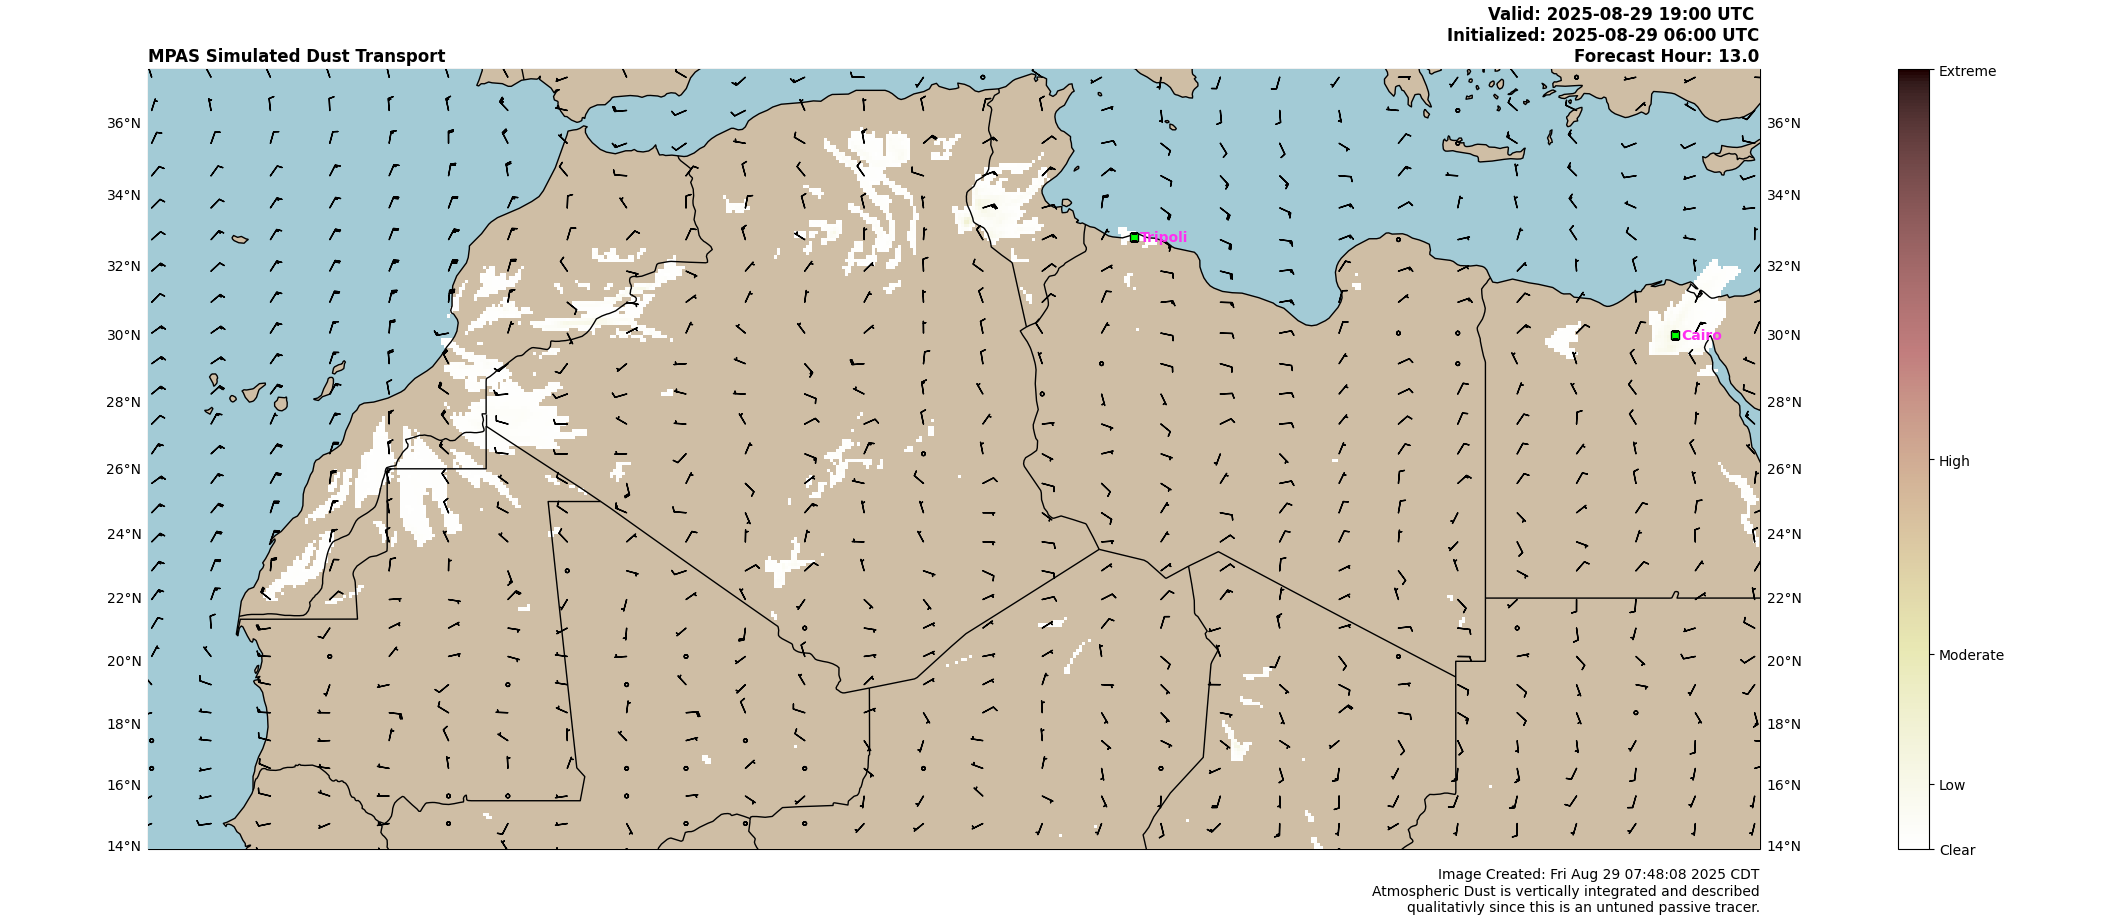 Valid: 2025-08-29 19:00 UTC
Initialized: 2025-08-29 06:00 UTC
MPAS Simulated Dust Transport
Forecast Hour: 13.0
Extreme
36°N
36°N
34°N
34°N
Tripoli
32°N
32°N
30°N
Cairo
30°N
28°N
28°N
26°N
26°N
High
24°N
24°N
22°N
22°N
20°N
20°N
Moderate
18°N
18°N
16°N
16°N
Low
14°N
14°N
Clear
Image Created: Fri Aug 29 07:48:08 2025 CDT
Atmospheric Dust is vertically integrated and described
qualitativly since this is an untuned passive tracer.